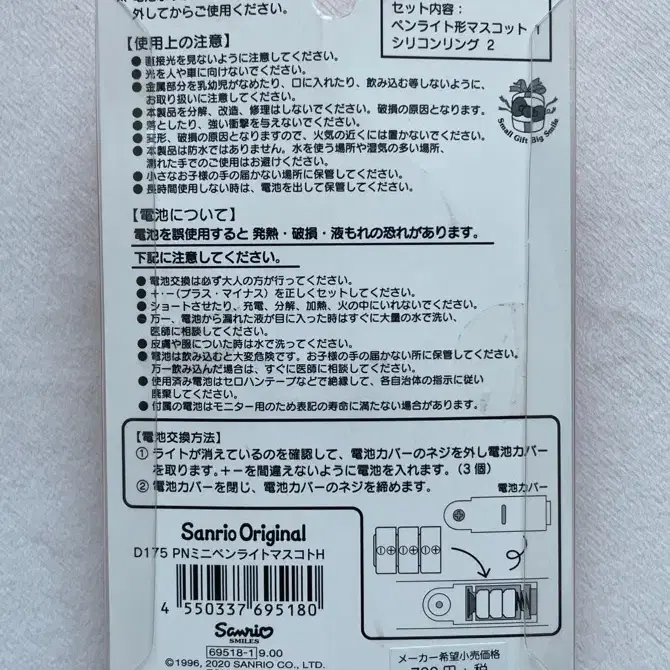 外してからご使用ください。
セット内容：
ペンライト形マスコット 1
シリコンリング 2
【使用上の注意】
●直接光を見ないように注意してください。
●光を人や車に向けないでください。
●金属部分を乳幼児がなめたり、口に入れたり、飲み込む等しないように、
お取り扱いに注意してください。
●本製品を分解、改造、修理はしないでください。破損の原因となります。
●落としたり、強い衝撃を与えないでください。
●変形、破損の原因となりますので、火気の近くには置かないでください。
●本製品は防水ではありません。水を使う場所や湿気の多い場所、
濡れた手でのご使用はお避けください。
●小さなお子様の手の届かない場所に保管してください。
●長時間使用しない時は、電池を出して保管してください。
Small Gift Big Smile
【電池について】
電池を誤使用すると 発熱・破損・液もれの恐れがあります。
下記に注意してください。
●電池交換は必ず大人の方が行ってください。
●＋・－(プラス・マイナス)を正しくセットしてください。
●ショートさせたり、充電、分解、加熱、火の中にいれないでください。
●万一、電池から漏れた液が目に入った時はすぐに大量の水で洗い、
医師に相談してください。
●皮膚や服についた時は水で洗ってください。
●電池は飲み込むと大変危険です。お子様の手の届かない所に保管してください。
万一飲み込んだ場合は、すぐに医師に相談してください。
●使用済み電池はセロハンテープなどで絶縁して、各自治体の指示に従い
廃棄してください。
●付属の電池はモニター用のため表記の寿命に満たない場合があります。
【電池交換方法】
① ライトが消えているのを確認して、電池カバーのネジを外し電池カバー
を取ります。＋－を間違えないように電池を入れます。（3個）
② 電池カバーを閉じ、電池カバーのネジを締めます。
電池カバー
Sanrio Original
D175 PNミニペンライトマスコトH
4 550337 695180
Sanrio
SMILES
69518-1 9.00
©1996, 2020 SANRIO CO., LTD.
メーカー希望小売価格